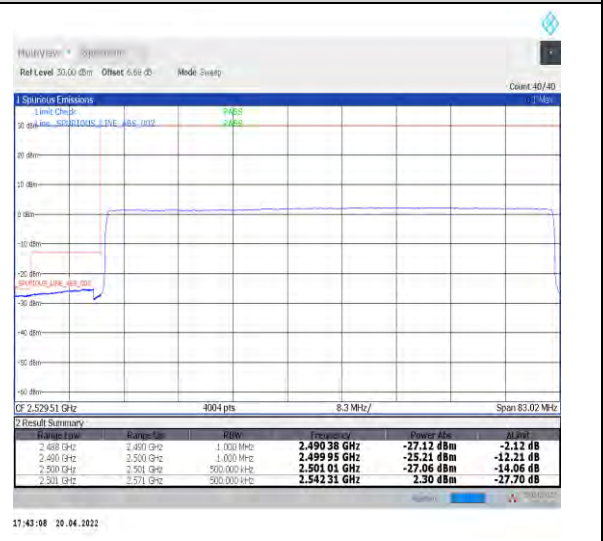 MultiView Spectrum
Ref Level 30.00 dBm Offset 6.68 dB Mode Sweep
Count 40/40
1 Spurious Emissions
Limit Check PASS
30 dBm Line _SPURIOUS_LINE_ABS_002 PASS
20 dBm
10 dBm
0 dBm
-10 dBm
-20 dBm
_SPURIOUS_LINE_ABS_002
-30 dBm
-40 dBm
-50 dBm
-60 dBm
CF 2.52951 GHz 4004 pts 8.3 MHz/ Span 83.02 MHz
2 Result Summary
Range Low Range Up RBW Frequency Power Abs ΔLimit
2.488 GHz 2.490 GHz 1.000 MHz 2.490 38 GHz -27.12 dBm -2.12 dB
2.490 GHz 2.500 GHz 1.000 MHz 2.499 95 GHz -25.21 dBm -12.21 dB
2.500 GHz 2.501 GHz 500.000 kHz 2.501 01 GHz -27.06 dBm -14.06 dB
2.501 GHz 2.571 GHz 500.000 kHz 2.542 31 GHz 2.30 dBm -27.70 dB
17:43:08 20.04.2022